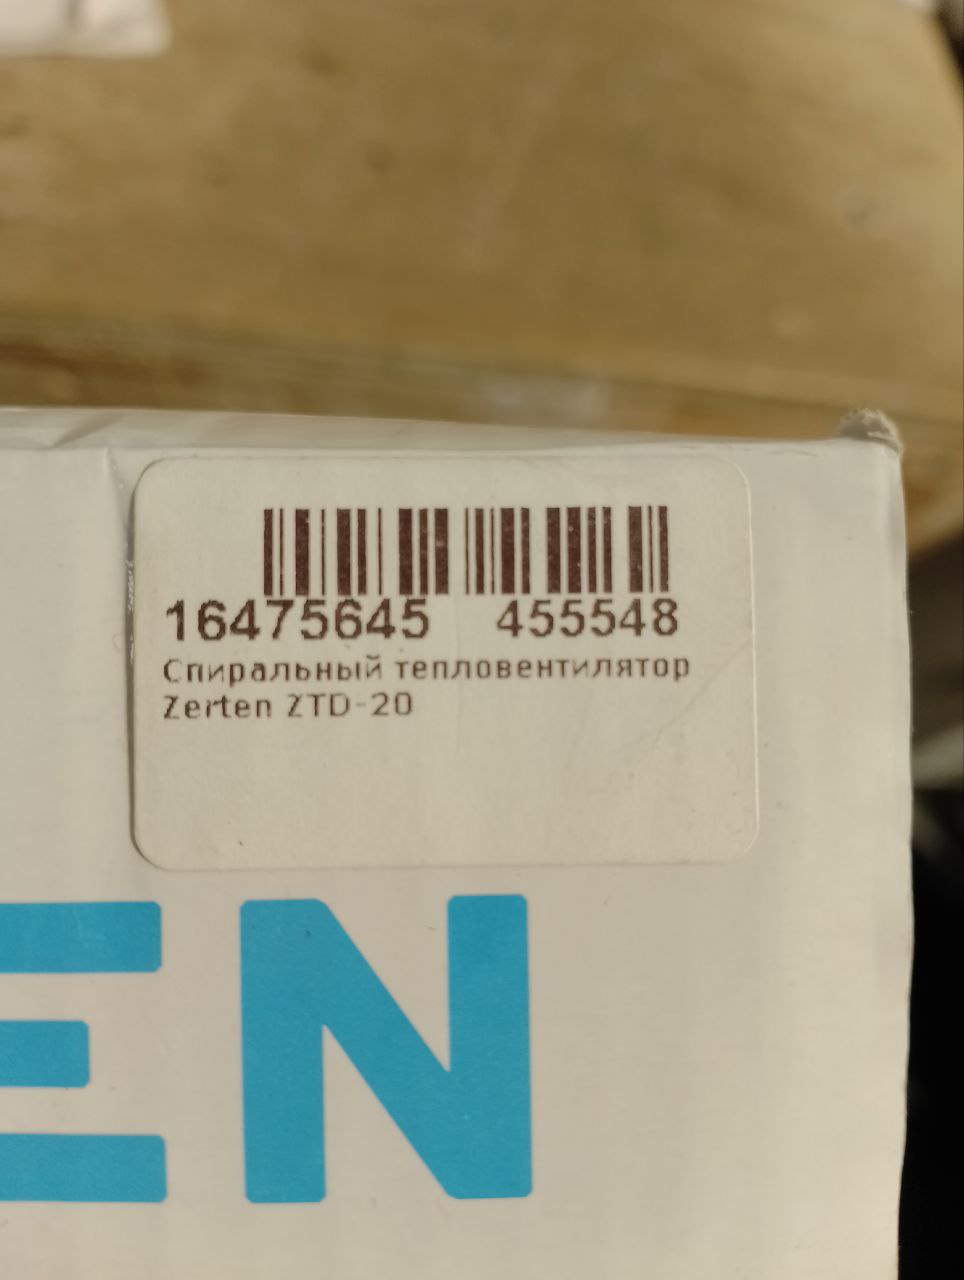 16475645 455548
Спиральный тепловентилятор
Zerten ZTD-20
EN